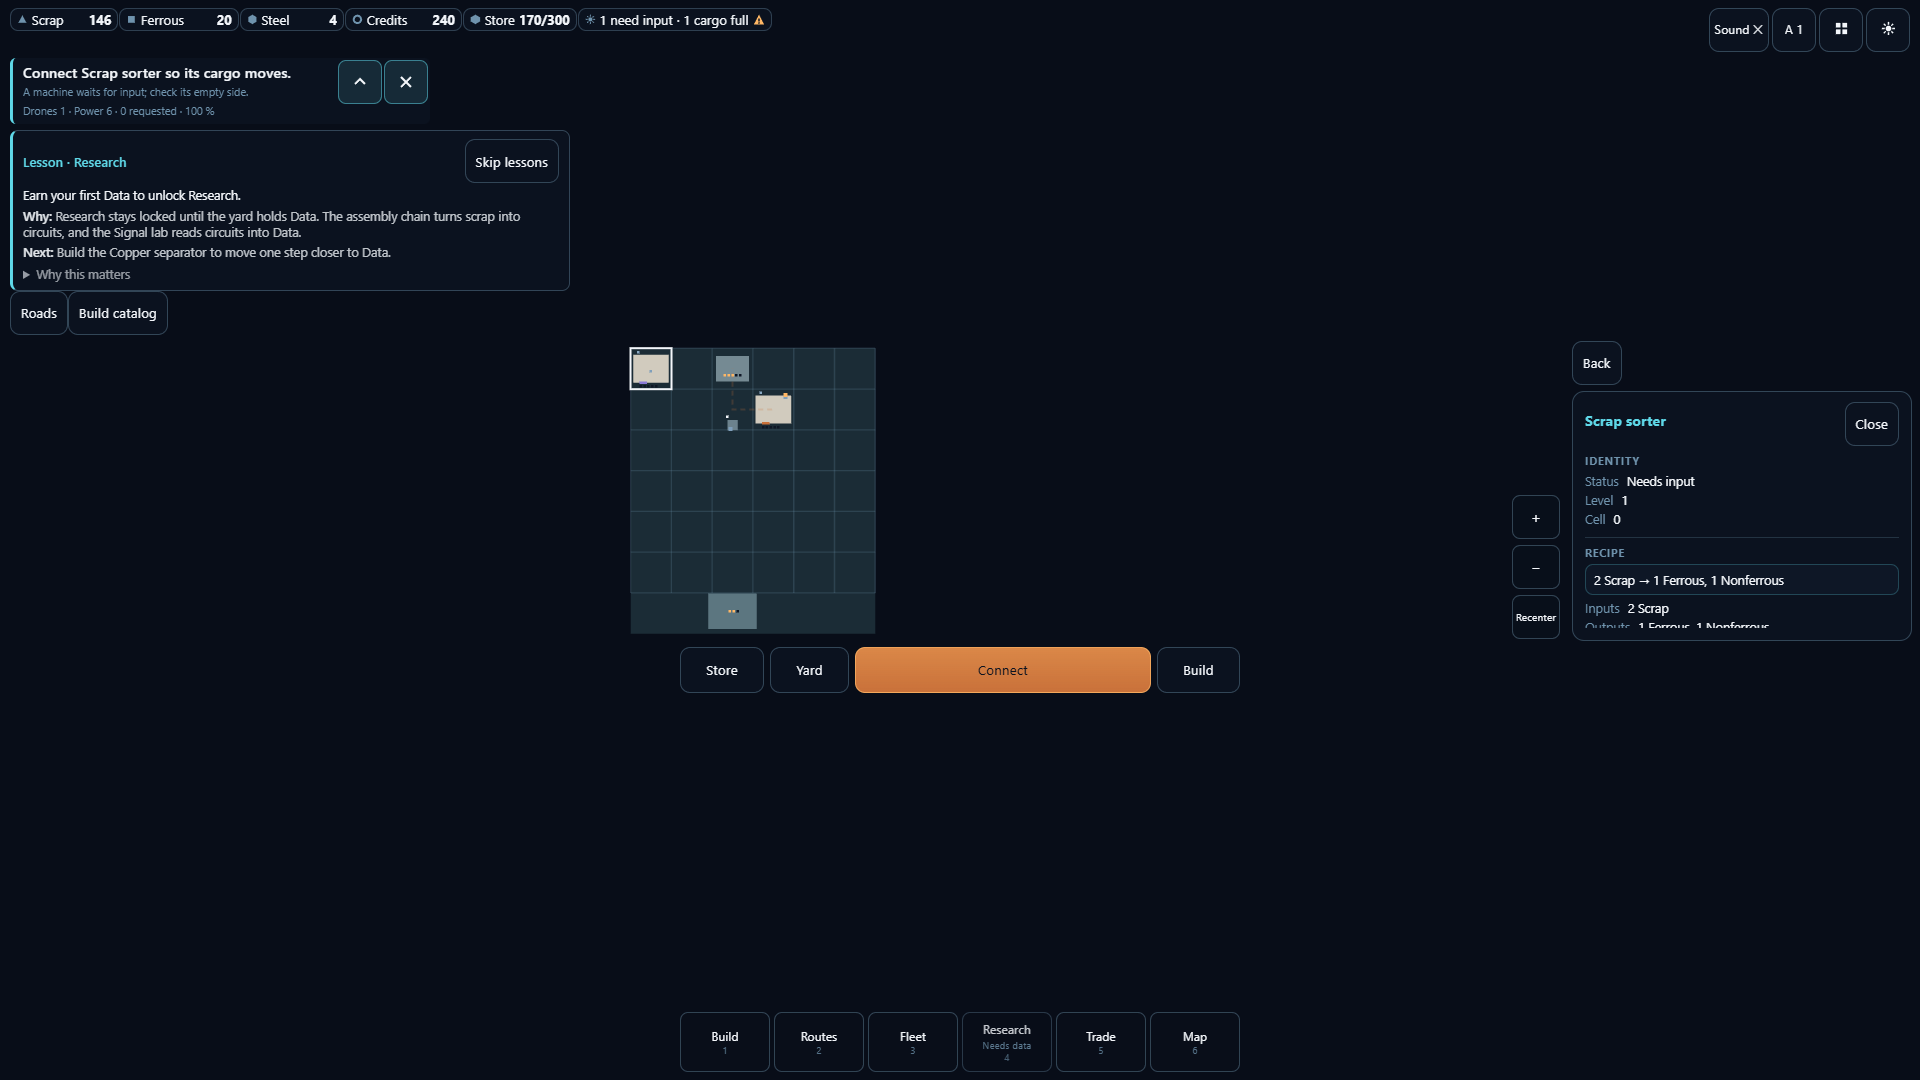 Scrap 146
Ferrous 20
Steel 4
Credits 240
Store 170/300
1 need input · 1 cargo full
Sound
A 1
Connect Scrap sorter so its cargo moves.
A machine waits for input; check its empty side.
Drones 1 · Power 6 · 0 requested · 100 %
Lesson · Research
Skip lessons
Earn your first Data to unlock Research.
Why: Research stays locked until the yard holds Data. The assembly chain turns scrap into
circuits, and the Signal lab reads circuits into Data.
Next: Build the Copper separator to move one step closer to Data.
Why this matters
Roads
Build catalog
Back
Scrap sorter
Close
IDENTITY
Status Needs input
Level 1
Cell 0
RECIPE
2 Scrap → 1 Ferrous, 1 Nonferrous
Inputs 2 Scrap
Outputs 1 Ferrous, 1 Nonferrous
+
−
Recenter
Store
Yard
Connect
Build
Build
1
Routes
2
Fleet
3
Research
Needs data
4
Trade
5
Map
6